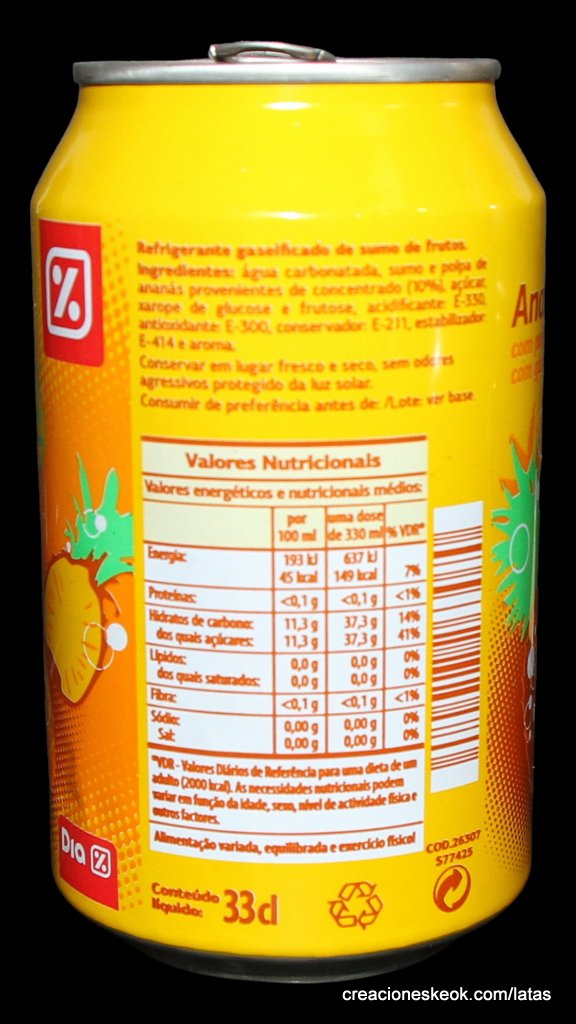 Refrigerante gaseificado de sumo de frutos.
Ingredientes: água carbonatada, sumo e polpa de
ananás provenientes de concentrado (10%), açúcar,
xarope de glucose e frutose, acidificante: E-330,
antioxidante: E-300, conservador: E-211, estabilizador:
E-414 e aroma.
Conservar em lugar fresco e seco, sem odores
agressivos protegido da luz solar.
Consumir de preferência antes de: /Lote: ver base
Valores Nutricionais
Valores energéticos e nutricionais médios:
por 100 ml uma dose de 330 ml % VDR*
Energia: 193 kJ 637 kJ
45 kcal 149 kcal 7%
Proteínas: <0,1 g <0,1 g <1%
Hidratos de carbono: 11,3 g 37,3 g 14%
dos quais açúcares: 11,3 g 37,3 g 41%
Lípidos: 0,0 g 0,0 g 0%
dos quais saturados: 0,0 g 0,0 g 0%
Fibra: <0,1 g <0,1 g <1%
Sódio: 0,00 g 0,00 g 0%
Sal: 0,00 g 0,00 g 0%
*VDR - Valores Diários de Referência para uma dieta de um
adulto (2000 kcal). As necessidades nutricionais podem
variar em função da idade, sexo, nível de actividade física e
outros factores.
Alimentação variada, equilibrada e exercício físico!
COD.26307
577425
Dia %
Conteúdo
líquido: 33cl
creacioneskeok.com/latas